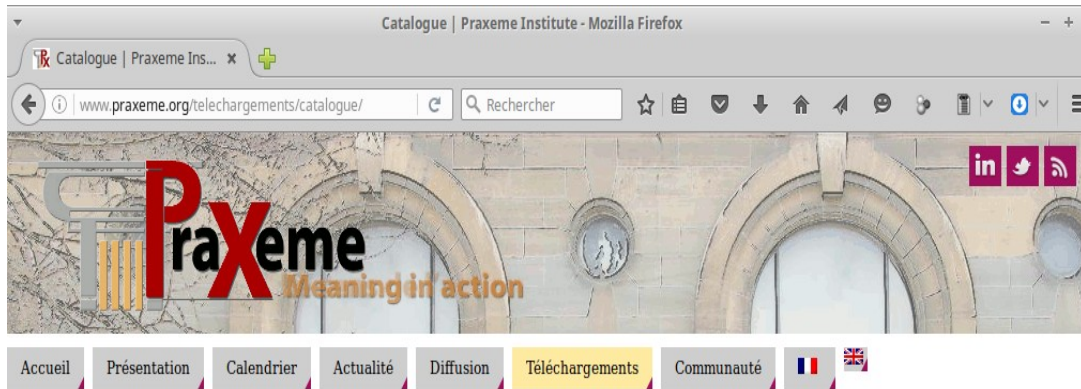 Catalogue | Praxeme Institute - Mozilla Firefox
Catalogue | Praxeme Ins...
www.praxeme.org/telechargements/catalogue/
Rechercher
in
PraXeme
Meaning in action
Accueil Présentation Calendrier Actualité Diffusion Téléchargements Communauté